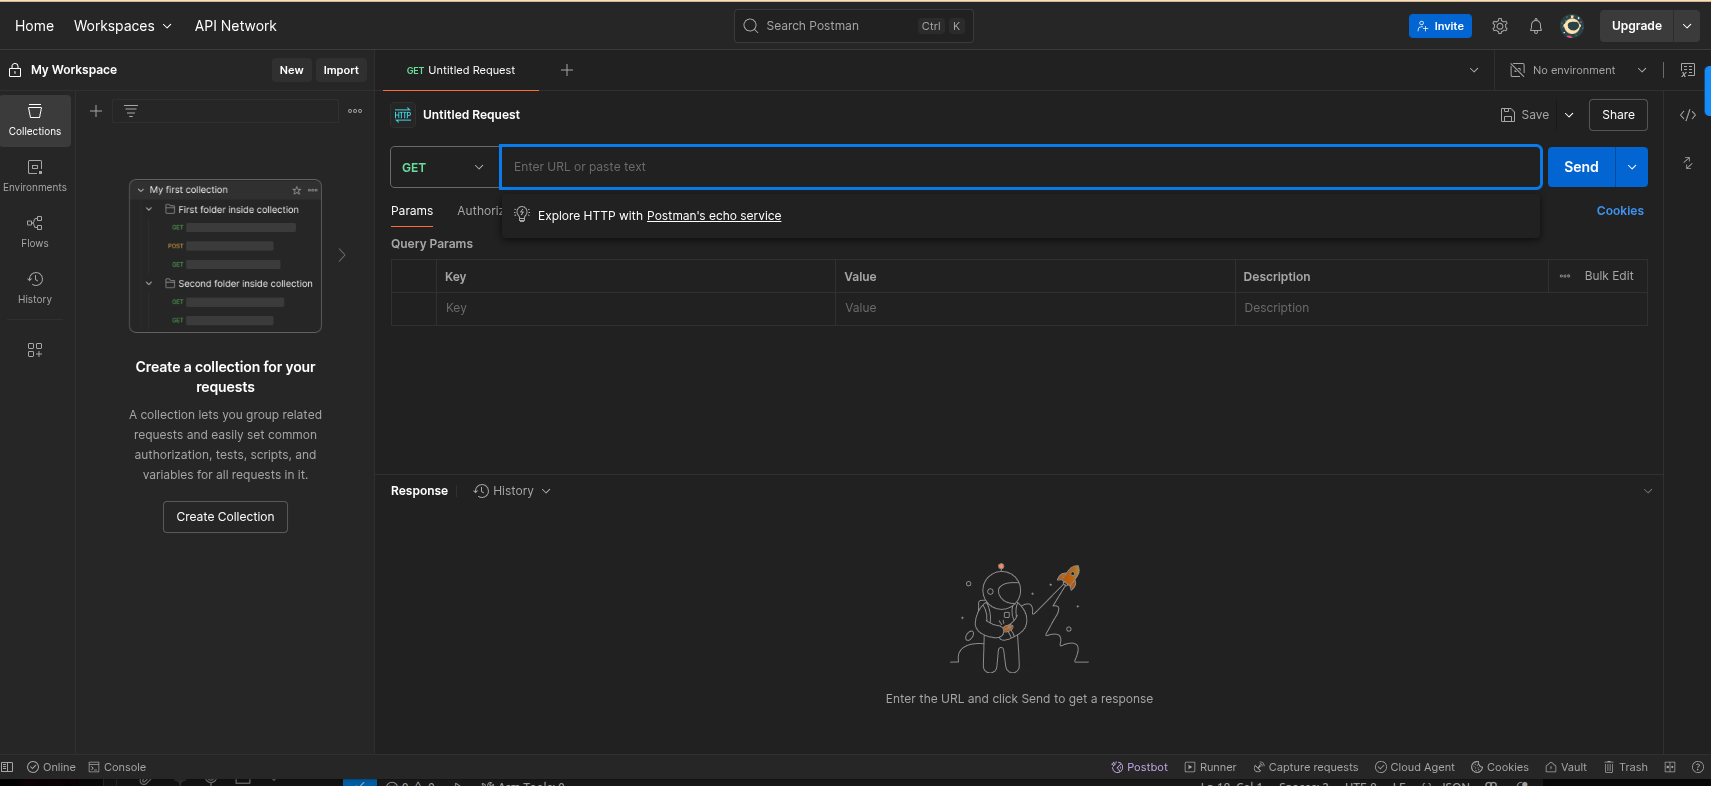 Home Workspaces API Network Search Postman Ctrl K Invite Upgrade
My Workspace New Import GET Untitled Request No environment
Collections
Environments
Flows
History
My first collection
First folder inside collection
GET
POST
GET
Second folder inside collection
GET
GET
Create a collection for your
requests
A collection lets you group related
requests and easily set common
authorization, tests, scripts, and
variables for all requests in it.
Create Collection
HTTP Untitled Request Save Share
GET Enter URL or paste text Send
Params Authoriz Cookies
Explore HTTP with Postman's echo service
Query Params
Key Value Description Bulk Edit
Key Value Description
Response History
Enter the URL and click Send to get a response
Online Console Postbot Runner Capture requests Cloud Agent Cookies Vault Trash